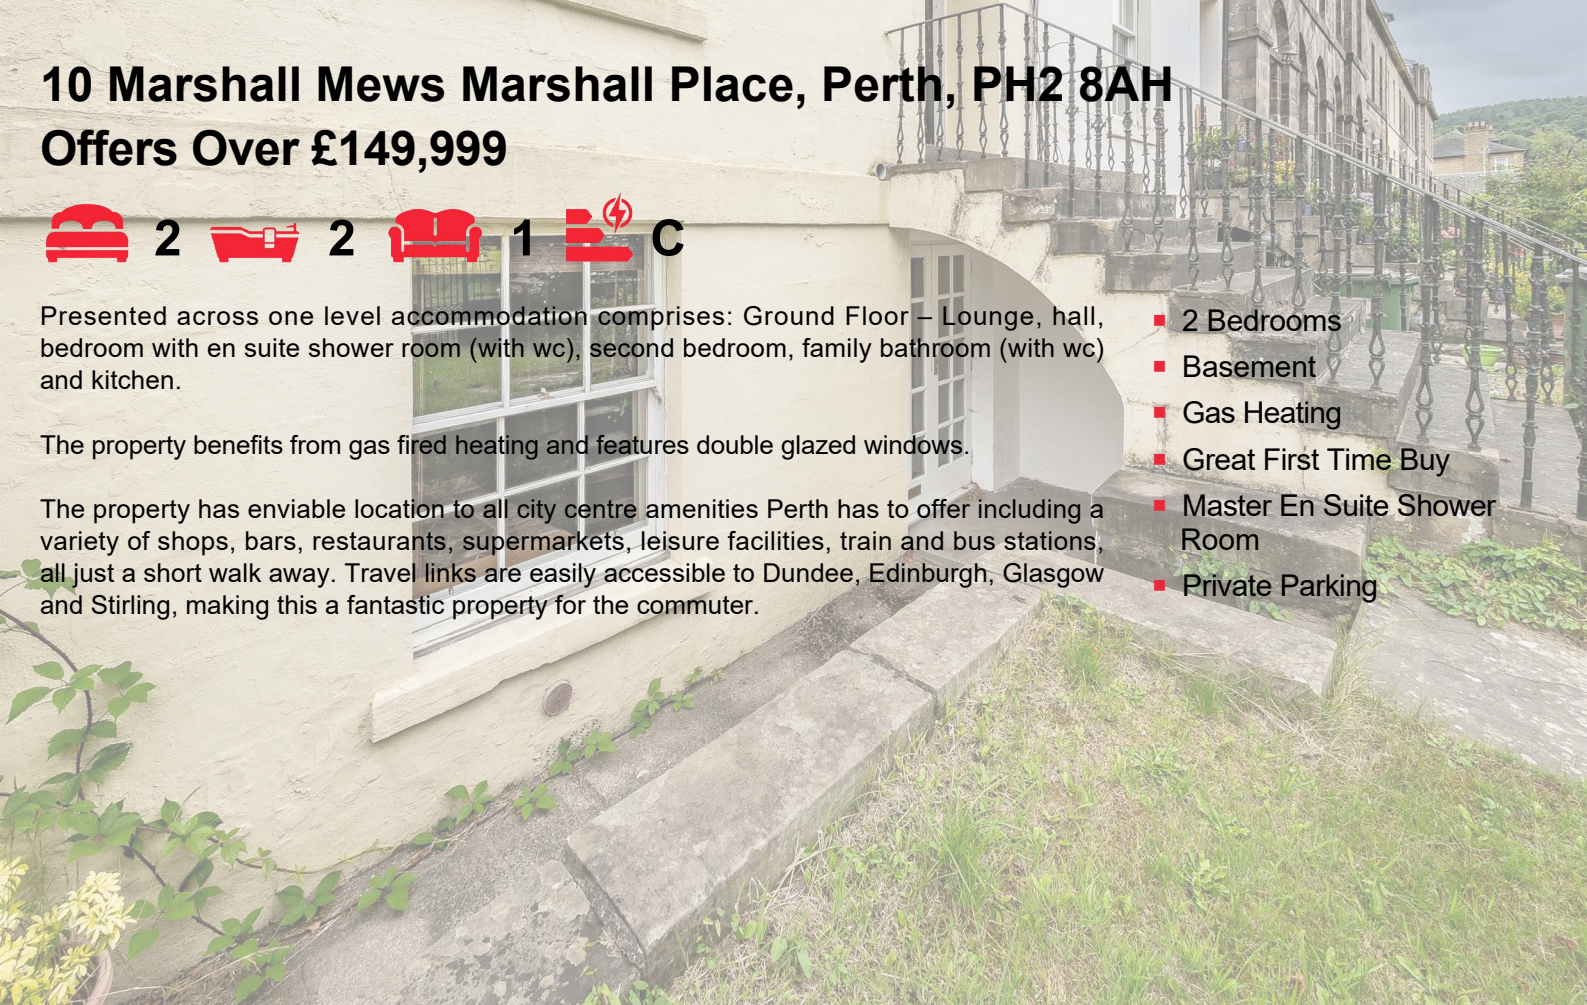 10 Marshall Mews Marshall Place, Perth, PH2 8AH
Offers Over £149,999
2 2 1 C
Presented across one level accommodation comprises: Ground Floor – Lounge, hall,
bedroom with en suite shower room (with wc), second bedroom, family bathroom (with wc)
and kitchen.
The property benefits from gas fired heating and features double glazed windows.
The property has enviable location to all city centre amenities Perth has to offer including a
variety of shops, bars, restaurants, supermarkets, leisure facilities, train and bus stations,
all just a short walk away. Travel links are easily accessible to Dundee, Edinburgh, Glasgow
and Stirling, making this a fantastic property for the commuter.
2 Bedrooms
Basement
Gas Heating
Great First Time Buy
Master En Suite Shower
Room
Private Parking